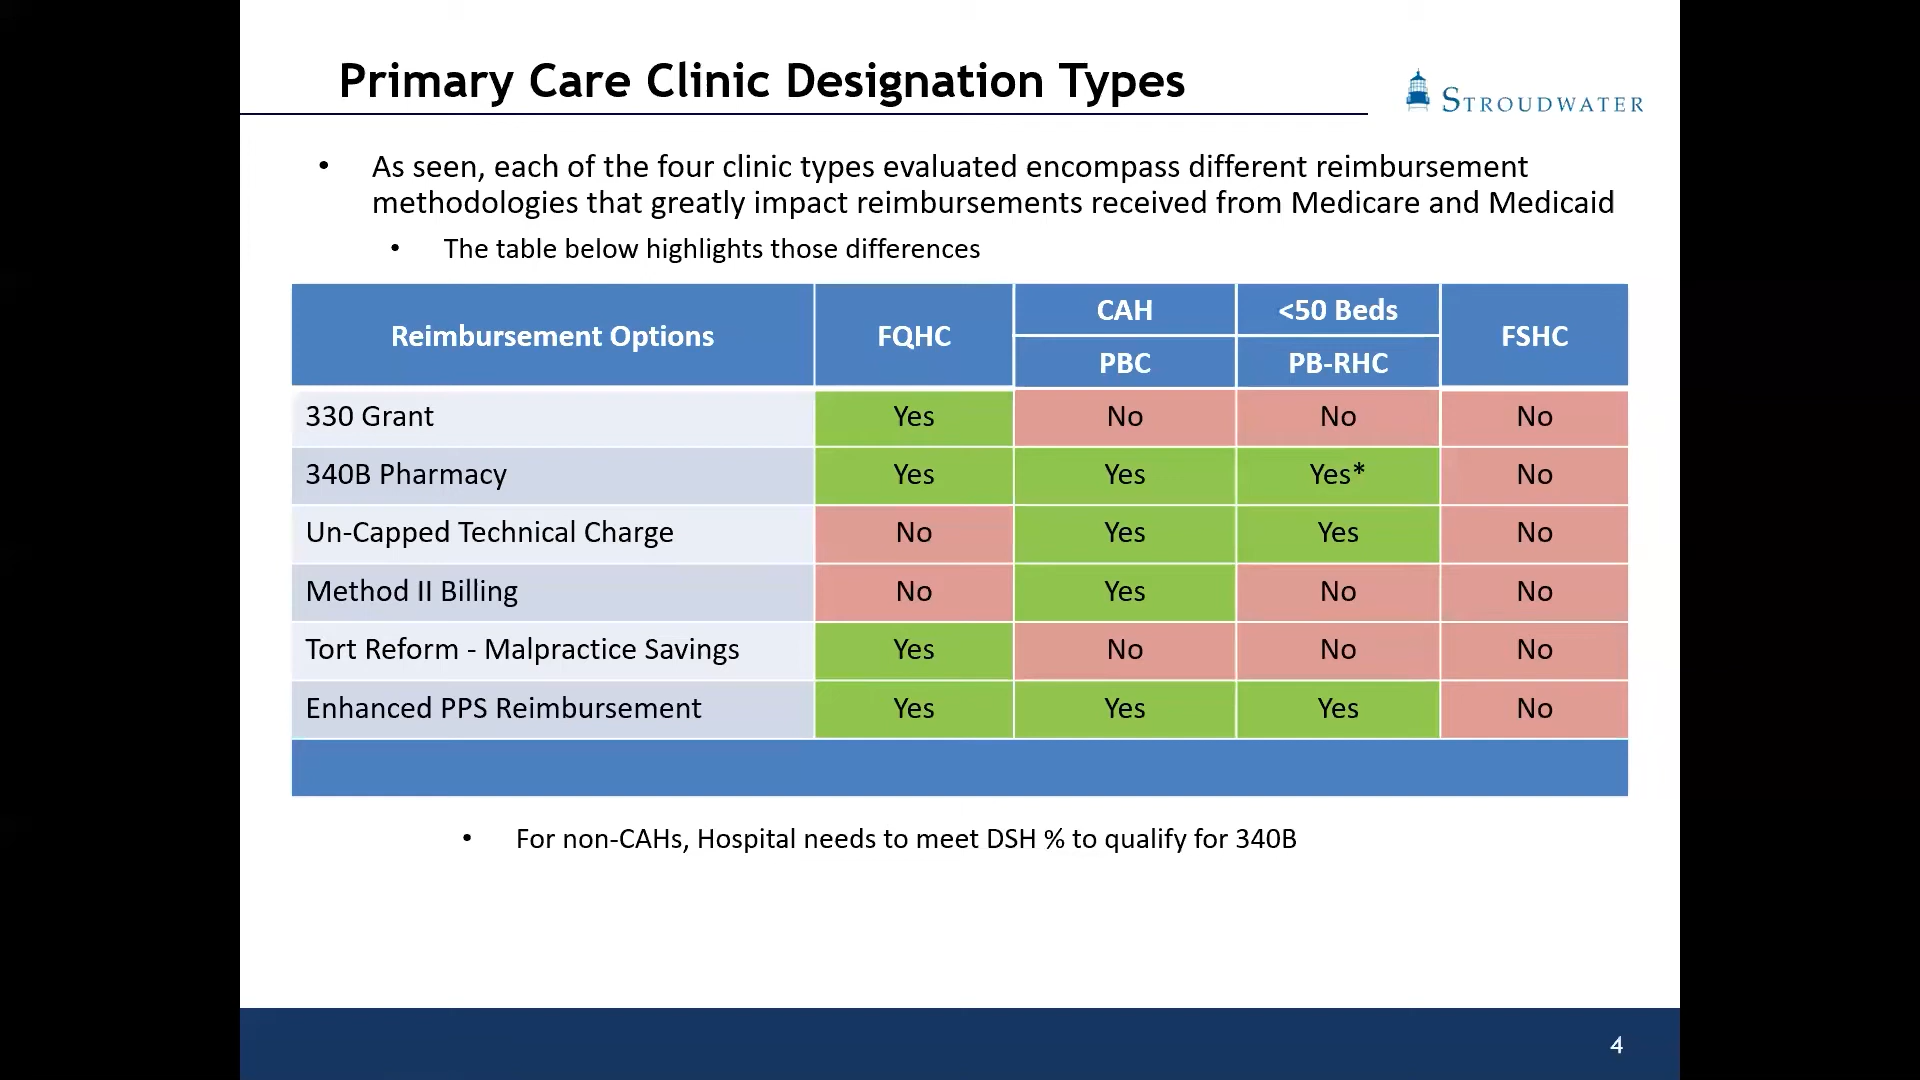 Primary Care Clinic Designation Types
STROUDWATER
• As seen, each of the four clinic types evaluated encompass different reimbursement
methodologies that greatly impact reimbursements received from Medicare and Medicaid
• The table below highlights those differences
Reimbursement Options FQHC CAH <50 Beds FSHC
PBC PB-RHC
330 Grant Yes No No No
340B Pharmacy Yes Yes Yes* No
Un-Capped Technical Charge No Yes Yes No
Method II Billing No Yes No No
Tort Reform - Malpractice Savings Yes No No No
Enhanced PPS Reimbursement Yes Yes Yes No
• For non-CAHs, Hospital needs to meet DSH % to qualify for 340B
4